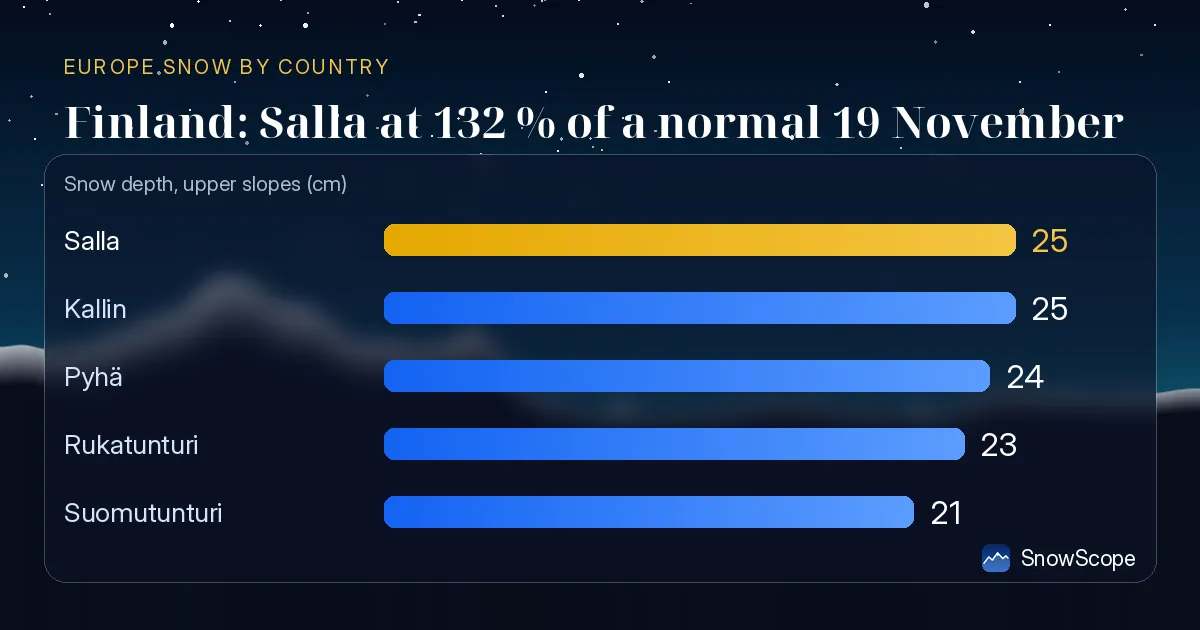 EUROPE SNOW BY COUNTRY
Finland: Salla at 132 % of a normal 19 November
Snow depth, upper slopes (cm)
Salla 25
Kallin 25
Pyhä 24
Rukatunturi 23
Suomutunturi 21
SnowScope